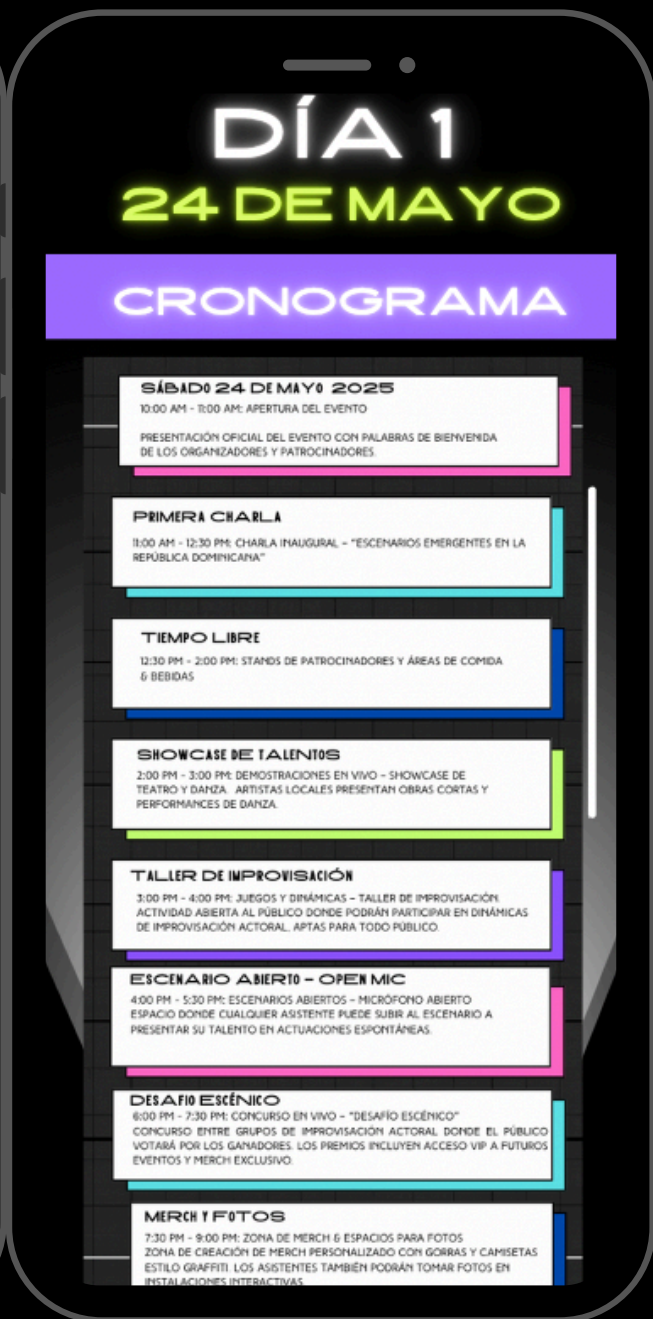 DÍA 1
24 DE MAYO
CRONOGRAMA
SÁBADO 24 DE MAYO 2025
10:00 AM - 11:00 AM: APERTURA DEL EVENTO
PRESENTACIÓN OFICIAL DEL EVENTO CON PALABRAS DE BIENVENIDA
DE LOS ORGANIZADORES Y PATROCINADORES.
PRIMERA CHARLA
11:00 AM - 12:30 PM: CHARLA INAUGURAL – "ESCENARIOS EMERGENTES EN LA
REPÚBLICA DOMINICANA"
TIEMPO LIBRE
12:30 PM - 2:00 PM: STANDS DE PATROCINADORES Y ÁREAS DE COMIDA
& BEBIDAS
SHOWCASE DE TALENTOS
2:00 PM - 3:00 PM: DEMOSTRACIONES EN VIVO – SHOWCASE DE
TEATRO Y DANZA. ARTISTAS LOCALES PRESENTAN OBRAS CORTAS Y
PERFORMANCES DE DANZA.
TALLER DE IMPROVISACIÓN
3:00 PM - 4:00 PM: JUEGOS Y DINÁMICAS – TALLER DE IMPROVISACIÓN.
ACTIVIDAD ABIERTA AL PÚBLICO DONDE PODRÁN PARTICIPAR EN DINÁMICAS
DE IMPROVISACIÓN ACTORAL, APTAS PARA TODO PÚBLICO.
ESCENARIO ABIERTO – OPEN MIC
4:00 PM - 5:30 PM: ESCENARIOS ABIERTOS – MICRÓFONO ABIERTO
ESPACIO DONDE CUALQUIER ASISTENTE PUEDE SUBIR AL ESCENARIO A
PRESENTAR SU TALENTO EN ACTUACIONES ESPONTÁNEAS.
DESAFIO ESCÉNICO
6:00 PM - 7:30 PM: CONCURSO EN VIVO – "DESAFÍO ESCÉNICO"
CONCURSO ENTRE GRUPOS DE IMPROVISACIÓN ACTORAL DONDE EL PÚBLICO
VOTARÁ POR LOS GANADORES. LOS PREMIOS INCLUYEN ACCESO VIP A FUTUROS
EVENTOS Y MERCH EXCLUSIVO.
MERCH Y FOTOS
7:30 PM - 9:00 PM: ZONA DE MERCH & ESPACIOS PARA FOTOS
ZONA DE CREACIÓN DE MERCH PERSONALIZADO CON GORRAS Y CAMISETAS
ESTILO GRAFFITI. LOS ASISTENTES TAMBIÉN PODRÁN TOMAR FOTOS EN
INSTALACIONES INTERACTIVAS.